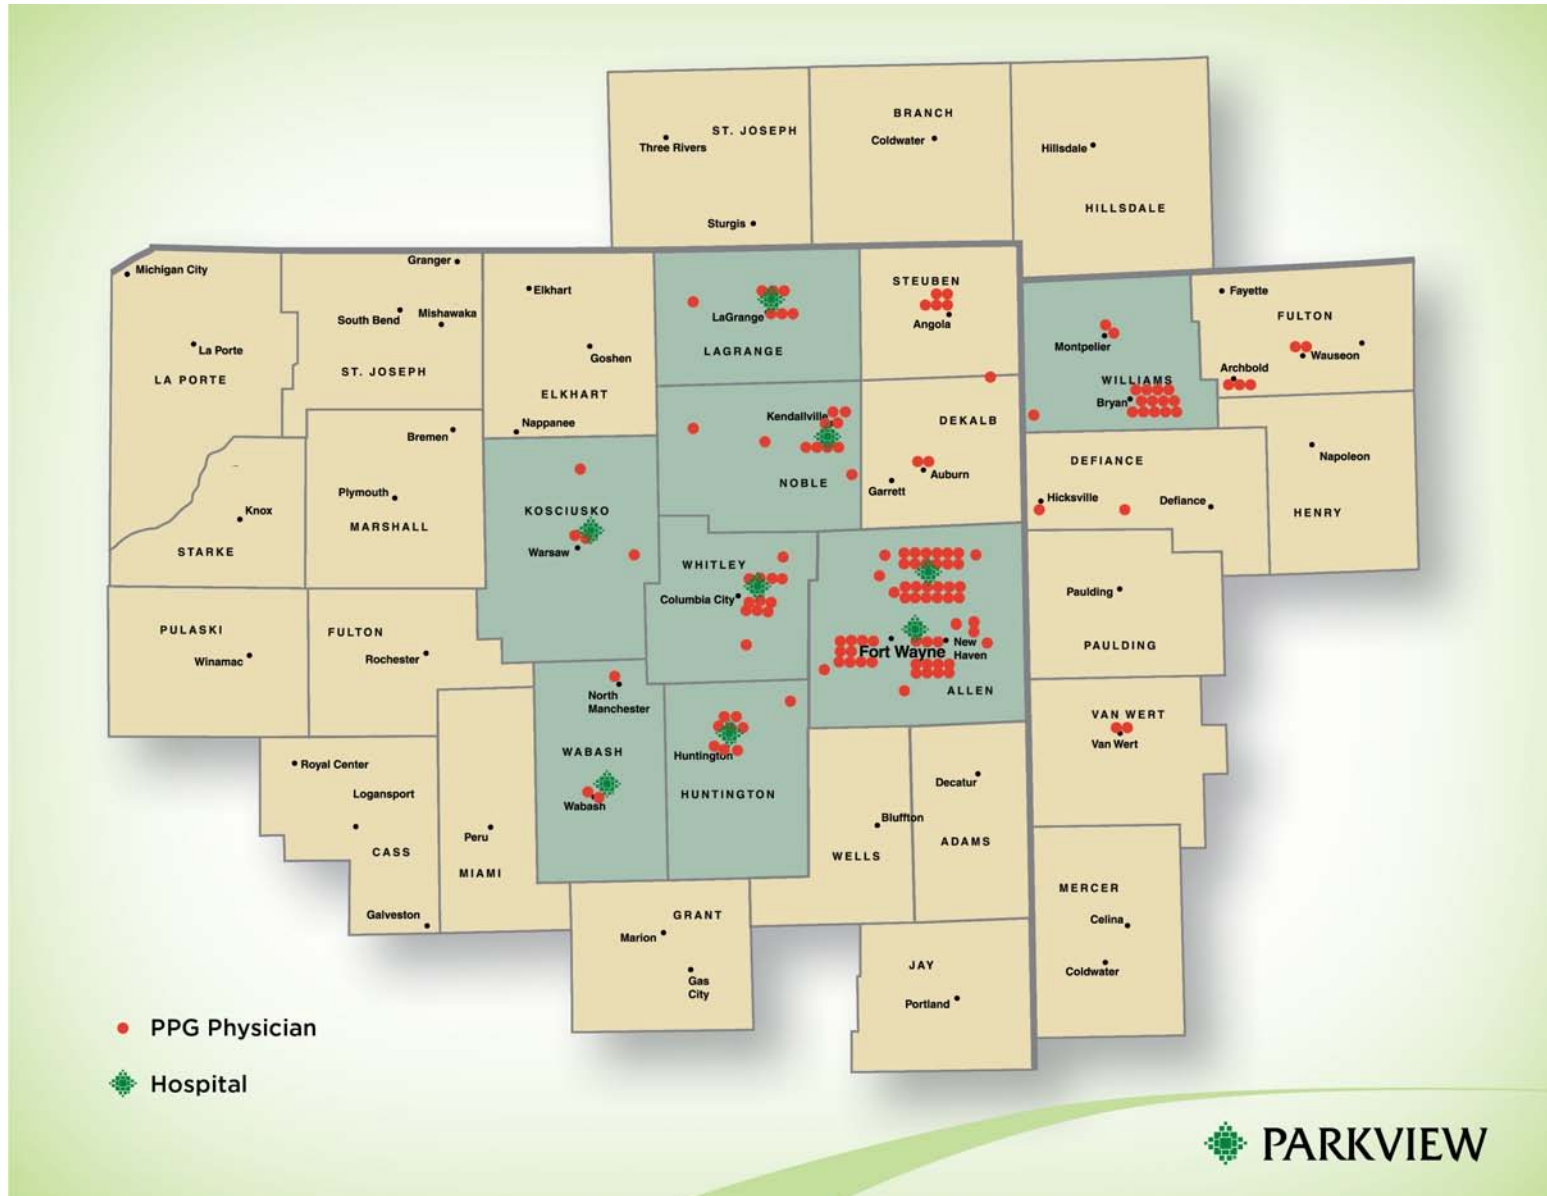 ST. JOSEPH
Three Rivers
Sturgis
BRANCH
Coldwater
Hillsdale
HILLSDALE
Michigan City
La Porte
LA PORTE
Granger
South Bend
Mishawaka
ST. JOSEPH
Elkhart
Goshen
ELKHART
Nappanee
LaGrange
LAGRANGE
STEUBEN
Angola
Montpelier
WILLIAMS
Bryan
Fayette
FULTON
Wauseon
Archbold
Bremen
Plymouth
MARSHALL
Knox
STARKE
KOSCIUSKO
Warsaw
Kendallville
NOBLE
DEKALB
Auburn
Garrett
DEFIANCE
Hicksville
Defiance
Napoleon
HENRY
WHITLEY
Columbia City
Fort Wayne
New
Haven
ALLEN
Paulding
PAULDING
PULASKI
Winamac
FULTON
Rochester
North
Manchester
WABASH
Wabash
Huntington
HUNTINGTON
VAN WERT
Van Wert
Royal Center
Logansport
CASS
Galveston
Peru
MIAMI
Bluffton
WELLS
Decatur
ADAMS
GRANT
Marion
Gas
City
JAY
Portland
MERCER
Celina
Coldwater
PPG Physician
Hospital
PARKVIEW